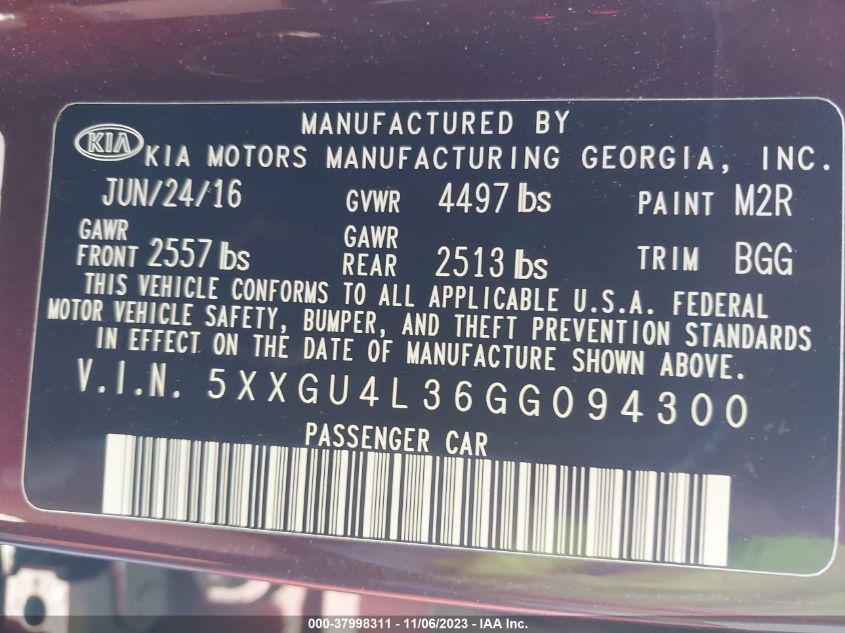 KIA
MANUFACTURED BY
KIA MOTORS MANUFACTURING GEORGIA, INC.
JUN/24/16 GVWR 4497 lbs PAINT M2R
GAWR FRONT 2557 lbs GAWR REAR 2513 lbs TRIM BGG
THIS VEHICLE CONFORMS TO ALL APPLICABLE U.S.A. FEDERAL
MOTOR VEHICLE SAFETY, BUMPER, AND THEFT PREVENTION STANDARDS
IN EFFECT ON THE DATE OF MANUFACTURE SHOWN ABOVE.
V.I.N. 5XXGU4L36GG094300
PASSENGER CAR
000-37998311 - 11/06/2023 - IAA Inc.